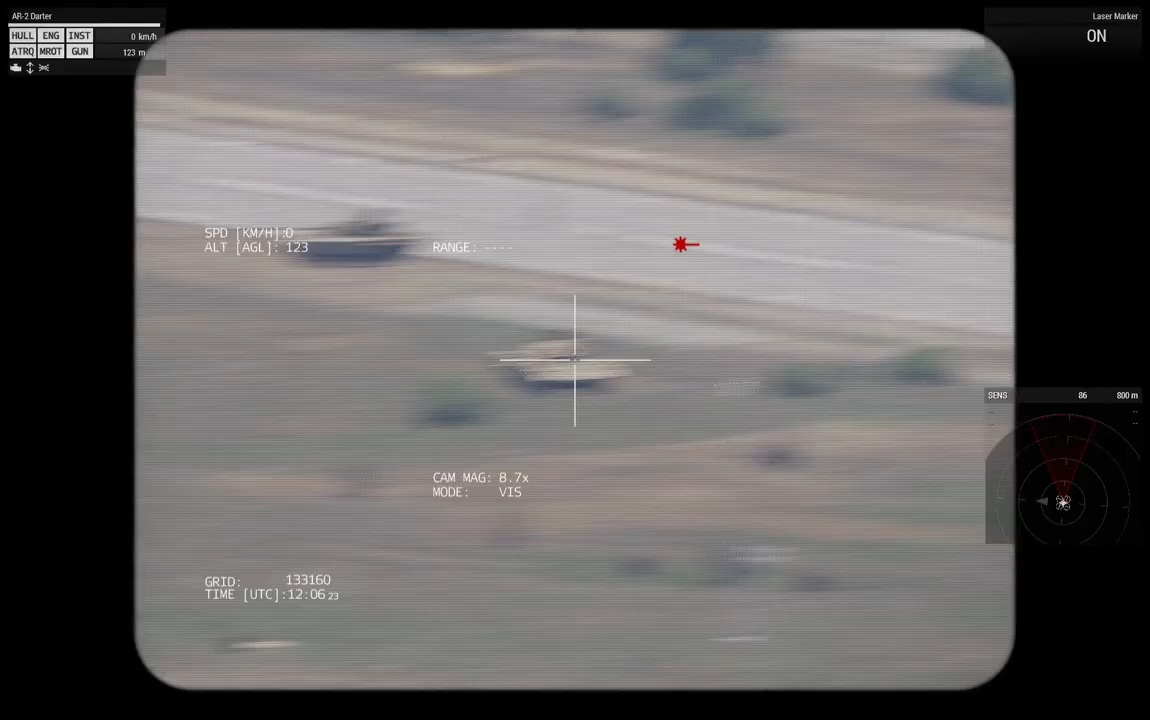 AR-2 Darter
HULL ENG INST 0 km/h
ATRQ MROT GUN 123 m
Laser Marker
ON
SPD [KM/H]:0
ALT [AGL]: 123
RANGE: ----
CAM MAG: 8.7x
MODE: VIS
GRID: 133160
TIME [UTC]:12:06 23
SENS 86 800 m
-- --
-- --